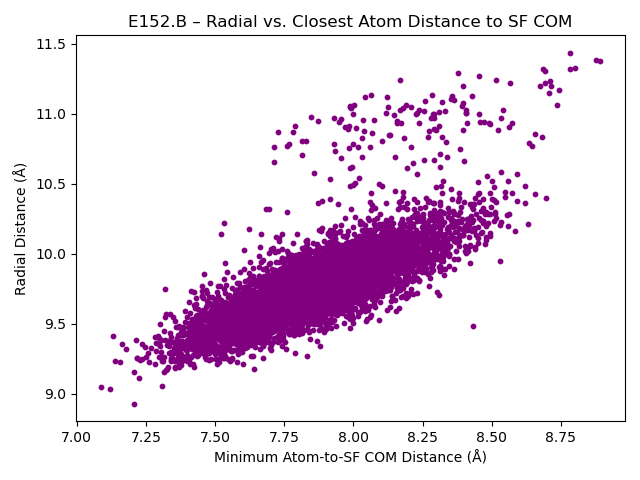 E152.B – Radial vs. Closest Atom Distance to SF COM
Radial Distance (Å)
11.5
11.0
10.5
10.0
9.5
9.0
7.00 7.25 7.50 7.75 8.00 8.25 8.50 8.75
Minimum Atom-to-SF COM Distance (Å)